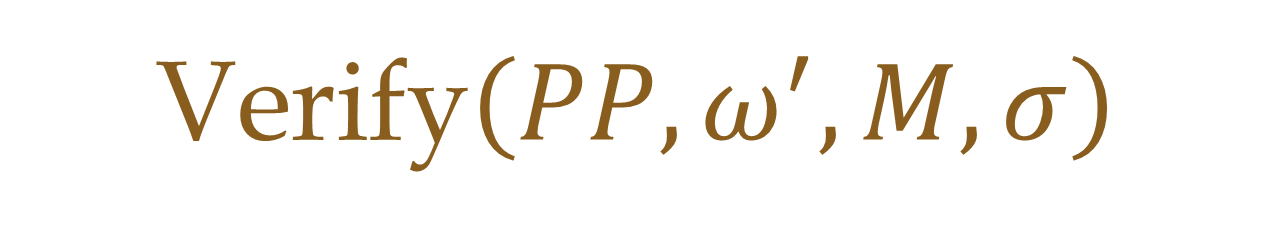 Verify(𝑃𝑃, 𝜔′, 𝑀, 𝜎)